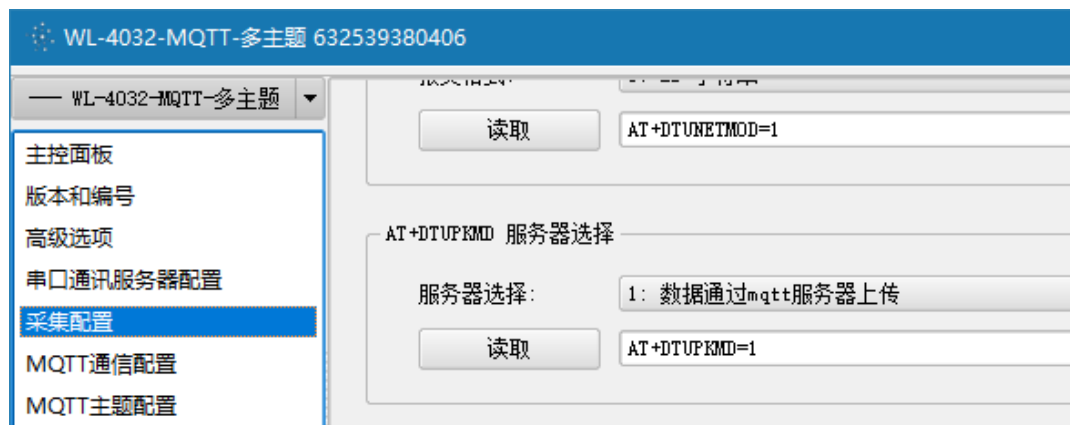 WL-4032-MQTT-多主题 632539380406
WL-4032-MQTT-多主题
主控面板
版本和编号
高级选项
串口通讯服务器配置
采集配置
MQTT通信配置
MQTT主题配置
读取
AT+DTUNETMOD=1
AT+DTUPKMD 服务器选择
服务器选择:
1: 数据通过mqtt服务器上传
读取
AT+DTUPKMD=1